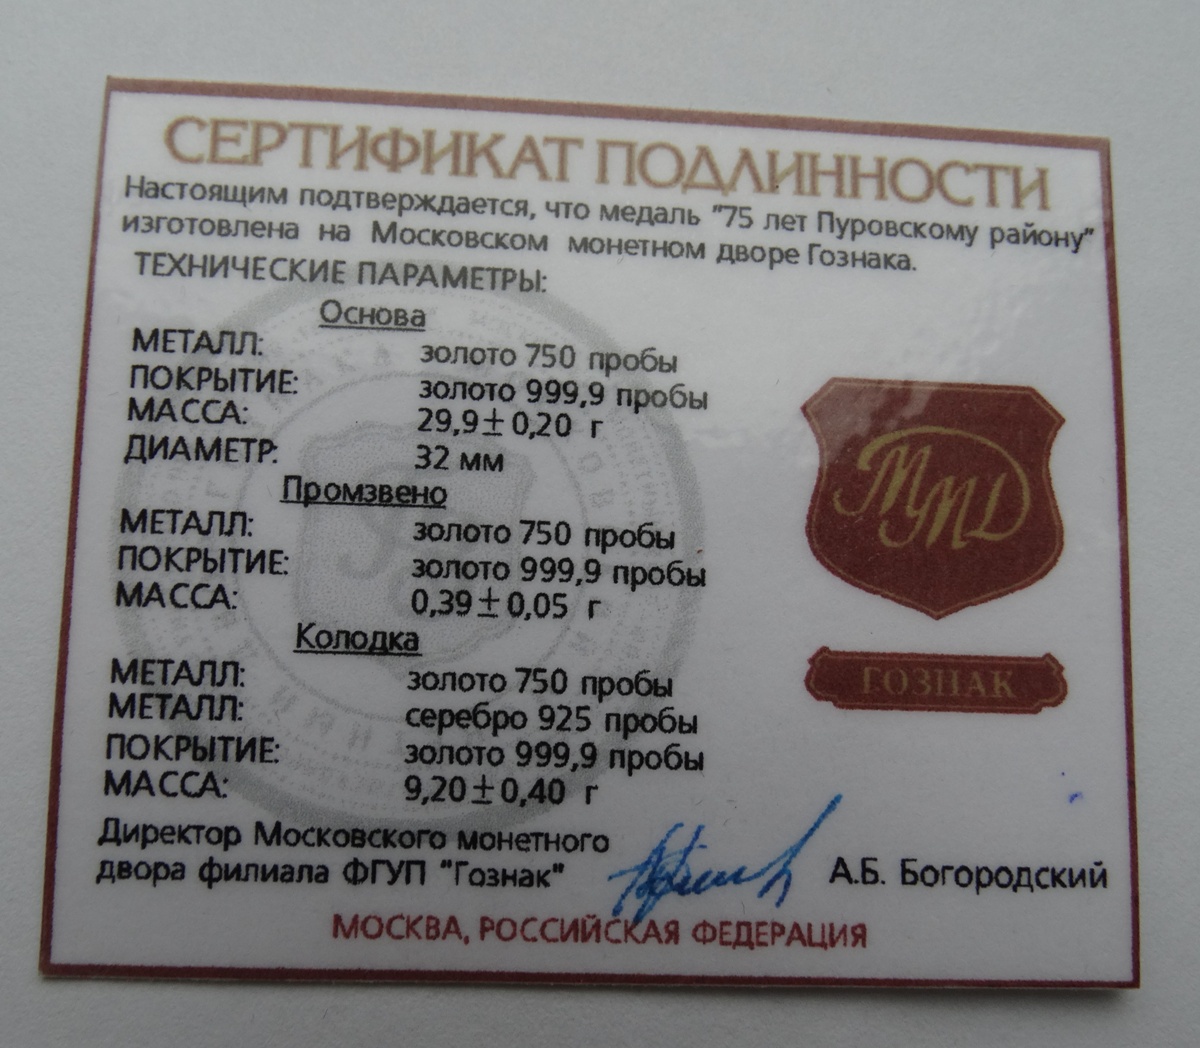 СЕРТИФИКАТ ПОДЛИННОСТИ
Настоящим подтверждается, что медаль "75 лет Пуровскому району"
изготовлена на Московском монетном дворе Гознака.
ТЕХНИЧЕСКИЕ ПАРАМЕТРЫ:
Основа
МЕТАЛЛ: золото 750 пробы
ПОКРЫТИЕ: золото 999,9 пробы
МАССА: 29,9±0,20 г
ДИАМЕТР: 32 мм
Промзвено
МЕТАЛЛ: золото 750 пробы
ПОКРЫТИЕ: золото 999,9 пробы
МАССА: 0,39±0,05 г
Колодка
МЕТАЛЛ: золото 750 пробы
МЕТАЛЛ: серебро 925 пробы
ПОКРЫТИЕ: золото 999,9 пробы
МАССА: 9,20±0,40 г
ММД
ГОЗНАК
Директор Московского монетного
двора филиала ФГУП "Гознак" А.Б. Богородский
МОСКВА, РОССИЙСКАЯ ФЕДЕРАЦИЯ